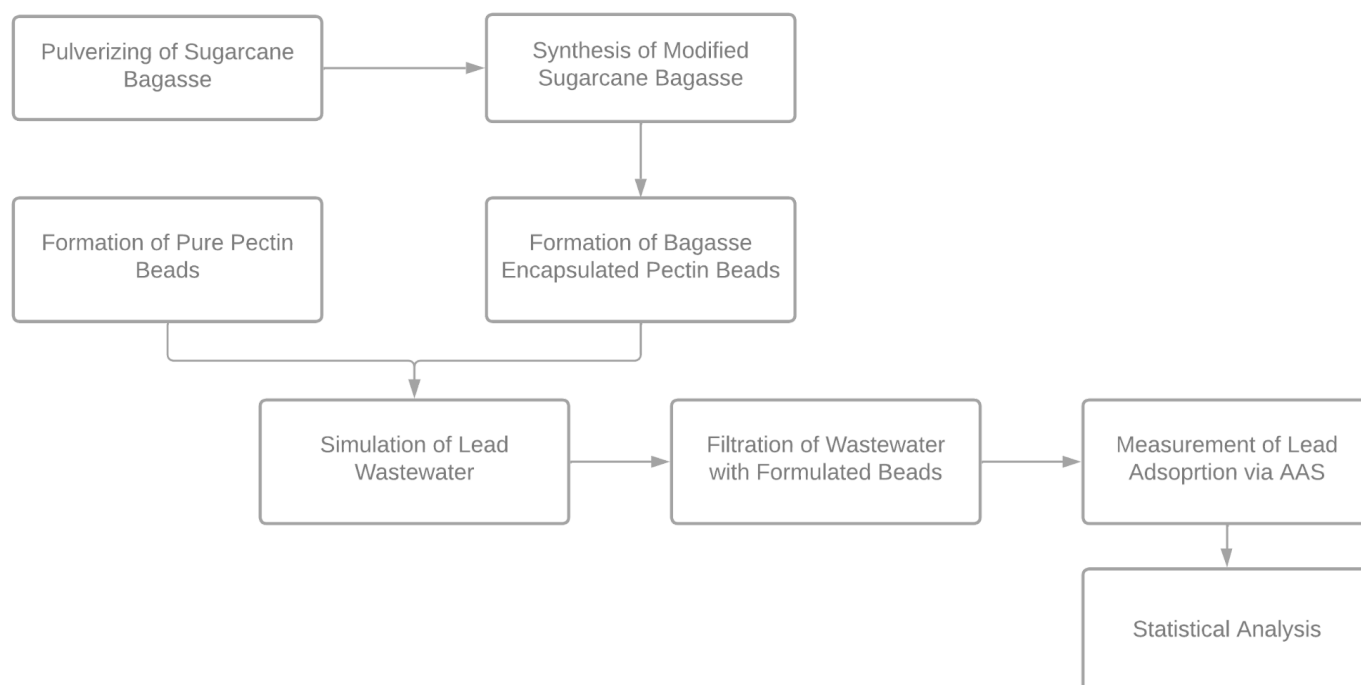 Pulverizing of Sugarcane
Bagasse
Synthesis of Modified
Sugarcane Bagasse
Formation of Pure Pectin
Beads
Formation of Bagasse
Encapsulated Pectin Beads
Simulation of Lead
Wastewater
Filtration of Wastewater
with Formulated Beads
Measurement of Lead
Adsoprtion via AAS
Statistical Analysis